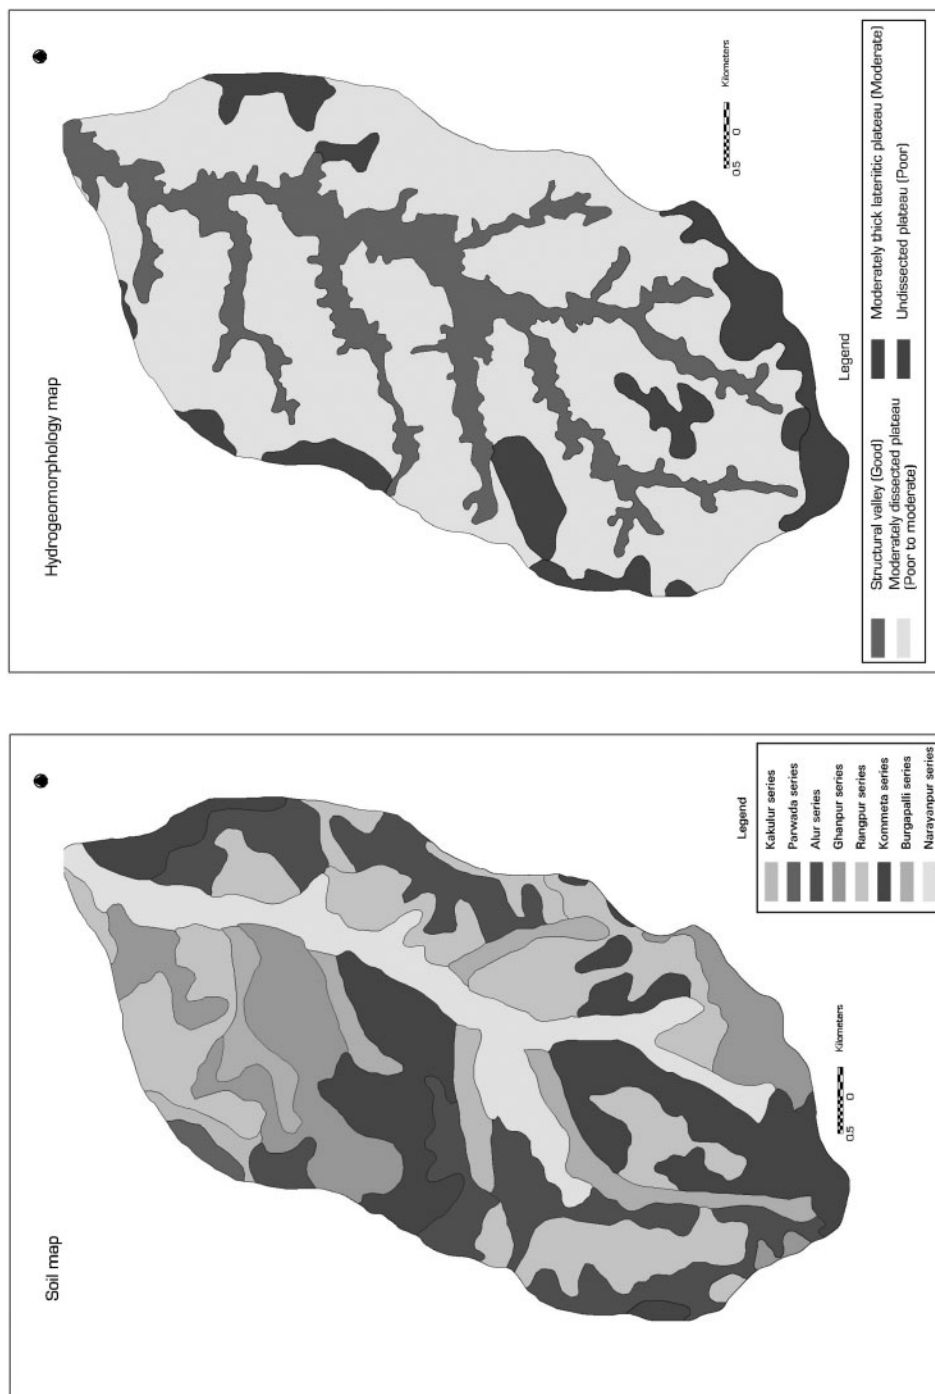 Hydrogeomorphology map
0.5
0
Kilometers
Legend
Structural valley (Good)
Moderately dissected plateau
(Poor to moderate)
Moderately thick lateriitic plateau (Moderate)
Undissected plateau (Poor)
Soil map
0.5
0
Kilometers
Legend
Kakulur series
Parwada series
Alur series
Ghanpur series
Rangpur series
Kommeta series
Burgapalli series
Narayanpur series